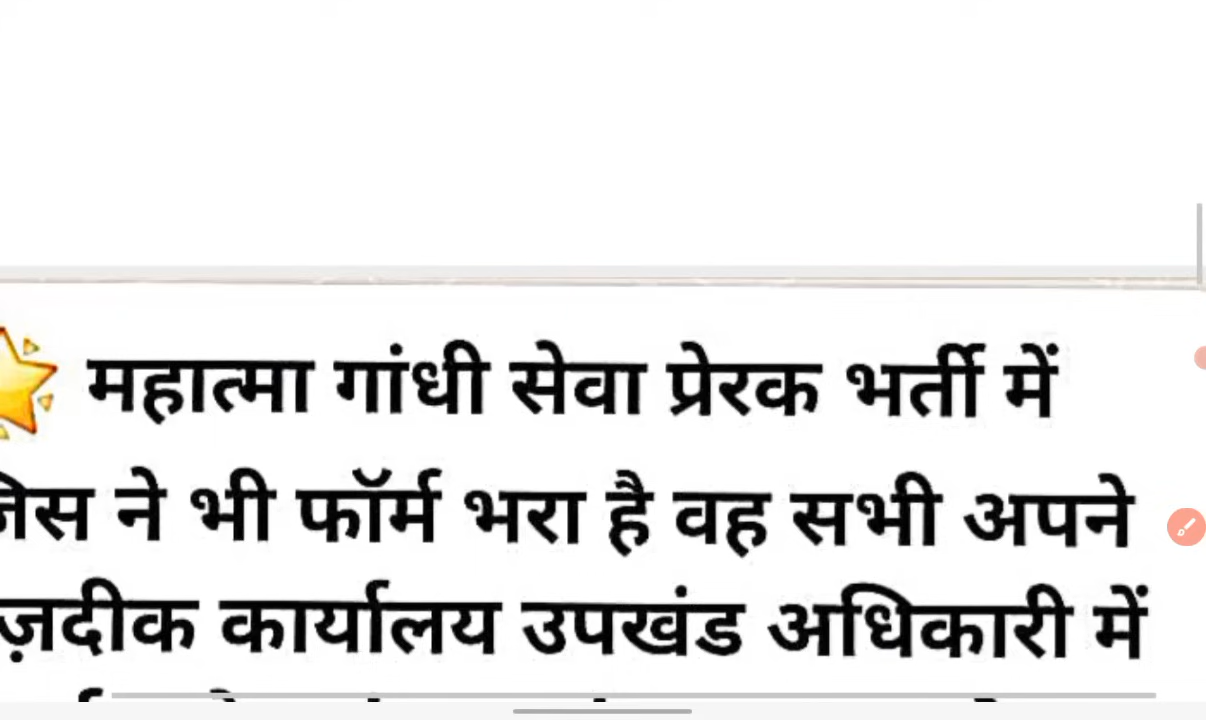 महात्मा गांधी सेवा प्रेरक भर्ती में
ने भी फॉर्म भरा है वह सभी अपने
कार्यालय उपखंड अधिकारी में